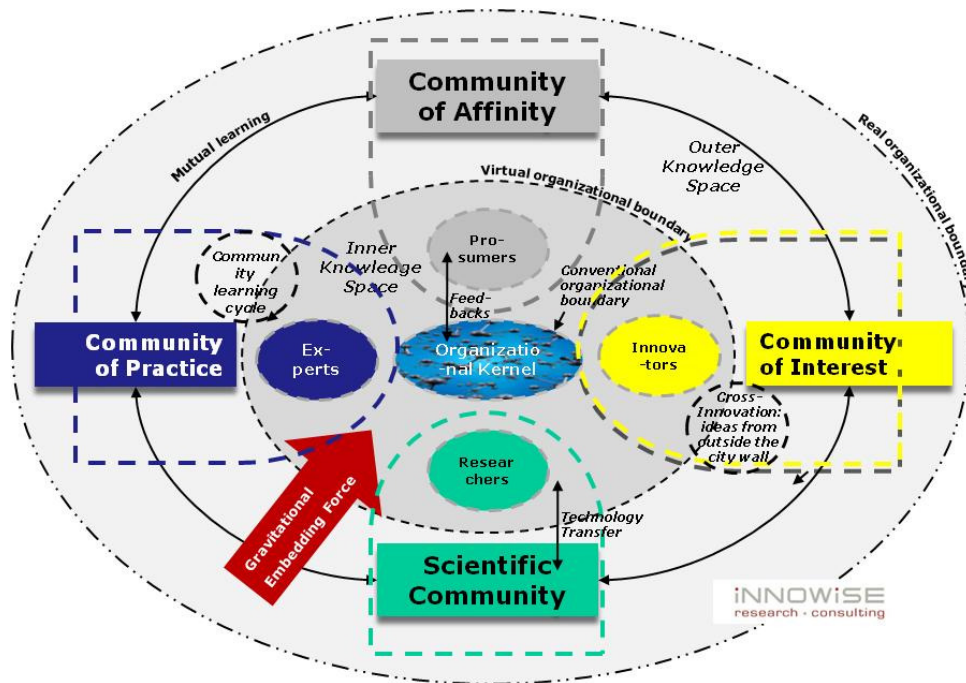 Community
of Affinity
Mutual learning
Outer
Knowledge
Space
Real organizational boundary
Virtual organizational boundary
Pro-
sumers
Inner
Knowledge
Space
Commun-
ity
learning
cycle
Conventional
organizational
boundary
Feed-
backs
Community
of Practice
Ex-
perts
Organizatio
-nal Kernel
Innova
-tors
Community
of Interest
Cross-
Innovation:
ideas from
outside the
city wall
Resear
chers
Gravitational
Embedding Force
Technology
Transfer
Scientific
Community
iNNOWiSE
research · consulting